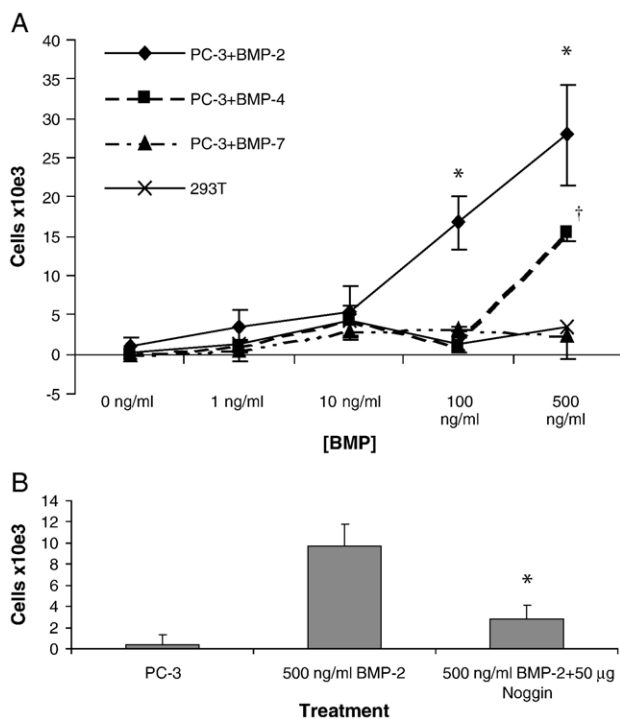 A
40
35
30
25
20
15
10
5
0
-5
Cells x10e3
PC-3+BMP-2
PC-3+BMP-4
PC-3+BMP-7
293T
*
*
†
0 ng/ml 1 ng/ml 10 ng/ml 100 ng/ml 500 ng/ml
[BMP]
B
14
12
10
8
6
4
2
0
Cells x10e3
*
PC-3 500 ng/ml BMP-2 500 ng/ml BMP-2+50 µg
Noggin
Treatment